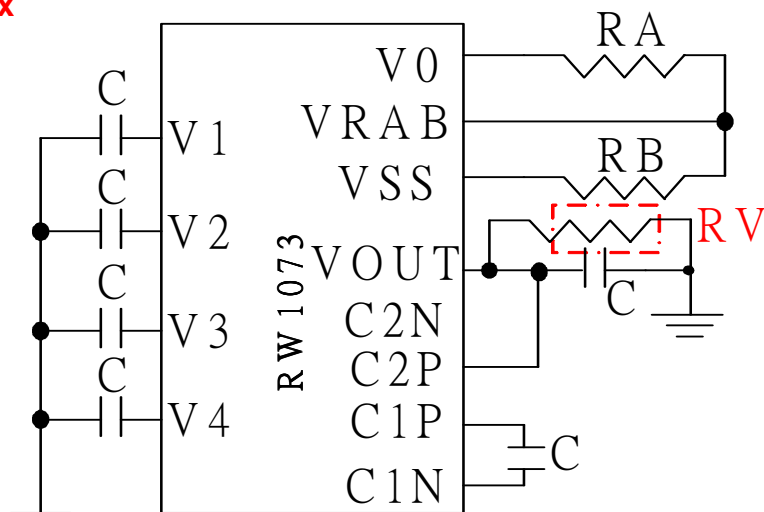 x
RA
V0
C
VRAB
V1
RB
C
VSS
RV
V2
VOUT
C
C
C2N
V3
RW1073
C2P
C
C1P
V4
C
C1N